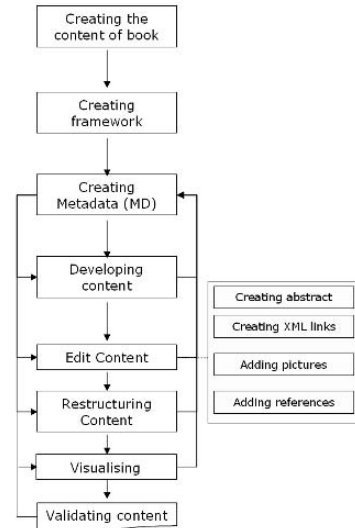 Creating the
content of book
Creating
framework
Creating
Metadata (MD)
Developing
content
Edit Content
Restructuring
Content
Visualising
Validating content
Creating abstract
Creating XML links
Adding pictures
Adding references